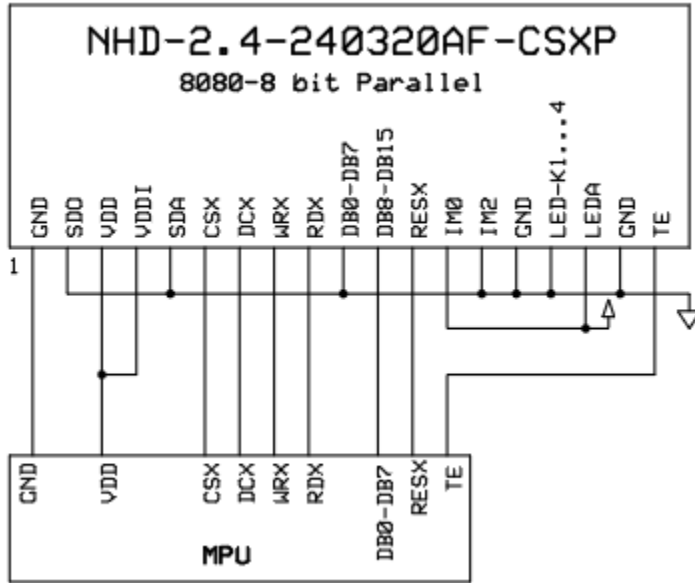 NHD-2.4-240320AF-CSXP
8080-8 bit Parallel
GND
SDO
VDD
VDDI
SDA
CSX
DCX
WRX
RDX
DB0-DB7
DB8-DB15
RESX
IM0
IM2
GND
LED-K1...4
LEDA
GND
TE
1
GND
VDD
CSX
DCX
WRX
RDX
DB0-DB7
RESX
TE
MPU